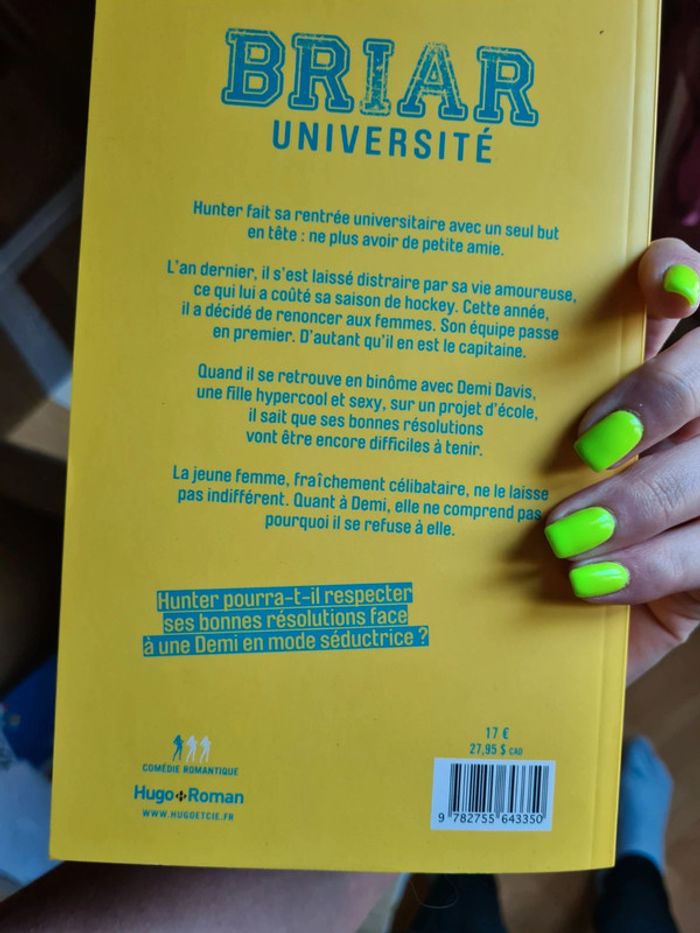 BRIAR
UNIVERSITÉ
Hunter fait sa rentrée universitaire avec un seul but
en tête : ne plus avoir de petite amie.
L'an dernier, il s'est laissé distraire par sa vie amoureuse,
ce qui lui a coûté sa saison de hockey. Cette année,
il a décidé de renoncer aux femmes. Son équipe passe
en premier. D'autant qu'il en est le capitaine.
Quand il se retrouve en binôme avec Demi Davis,
une fille hypercool et sexy, sur un projet d'école,
il sait que ses bonnes résolutions
vont être encore difficiles à tenir.
La jeune femme, fraîchement célibataire, ne le laisse
pas indifférent. Quant à Demi, elle ne comprend pas
pourquoi il se refuse à elle.
Hunter pourra-t-il respecter
ses bonnes résolutions face
à une Demi en mode séductrice ?
COMÉDIE ROMANTIQUE
Hugo Roman
WWW.HUGOETCIE.FR
17 €
27,95 $ CAD
9 782755 643350